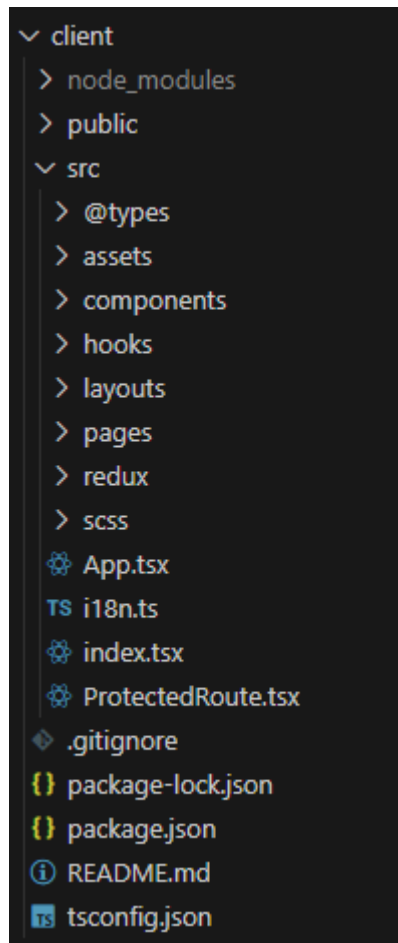 client
node_modules
public
src
@types
assets
components
hooks
layouts
pages
redux
scss
App.tsx
TS i18n.ts
index.tsx
ProtectedRoute.tsx
.gitignore
{} package-lock.json
{} package.json
README.md
TS tsconfig.json